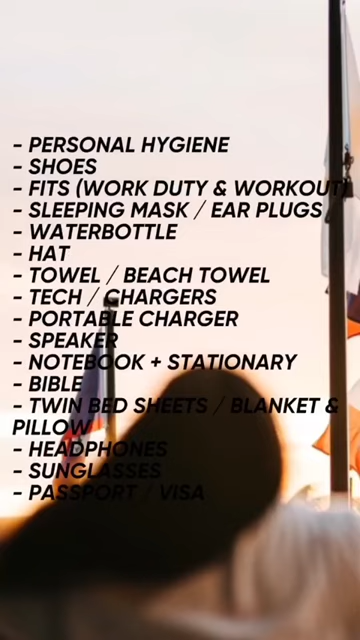 - PERSONAL HYGIENE
- SHOES
- FITS (WORK DUTY & WORKOUT)
- SLEEPING MASK / EAR PLUGS
- WATERBOTTLE
- HAT
- TOWEL / BEACH TOWEL
- TECH / CHARGERS
- PORTABLE CHARGER
- SPEAKER
- NOTEBOOK + STATIONARY
- BIBLE
- TWIN BED SHEETS / BLANKET &
PILLOW
- HEADPHONES
- SUNGLASSES
- PASSPORT / VISA